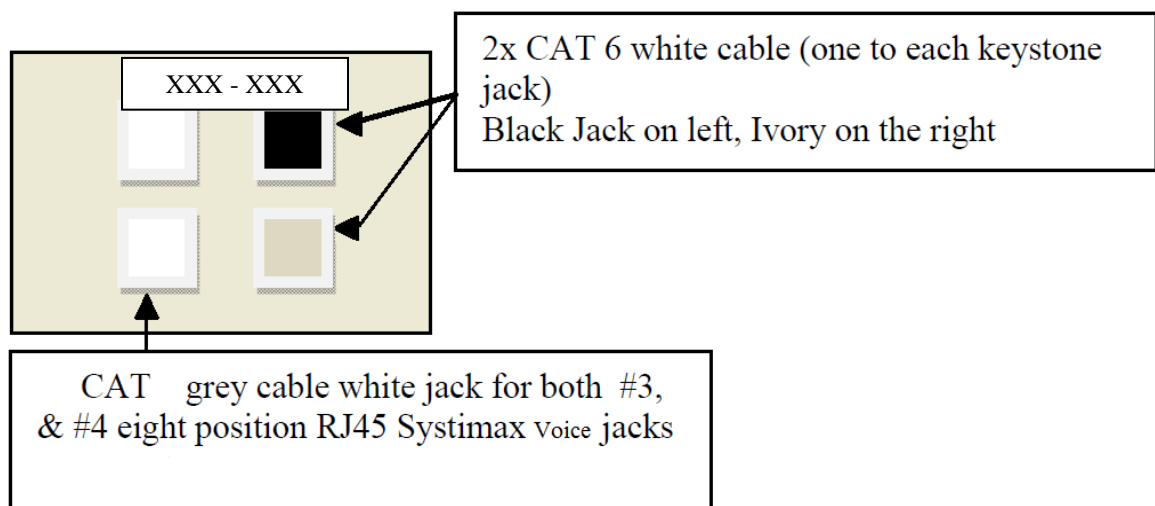 XXX - XXX
2x CAT 6 white cable (one to each keystone
jack)
Black Jack on left, Ivory on the right
CAT grey cable white jack for both #3,
& #4 eight position RJ45 Systimax Voice jacks